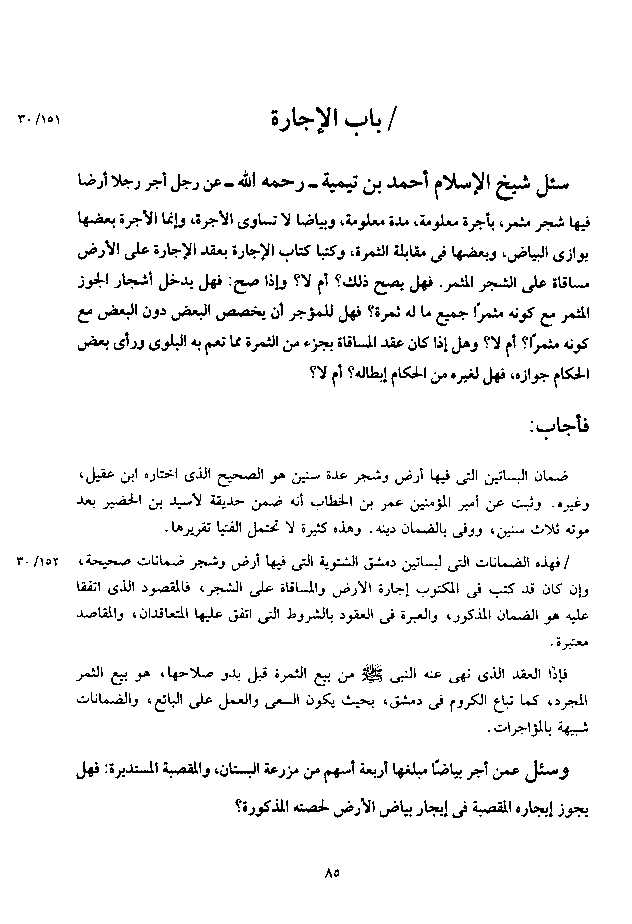 ٣٠/١٥١
/ باب الإجارة
سئل شيخ الإسلام أحمد بن تيمية ـ رحمه الله ـ عن رجل أجر رجلا أرضا
فيها شجر مثمر، بأجرة معلومة، مدة معلومة، وبياضا لا تساوى الأجرة، وإنما الأجرة بعضها
يوازى البياض، وبعضها فى مقابلة الثمرة، وكتبا كتاب الإجارة بعقد الإجارة على الأرض
مساقاة على الشجر المثمر. فهل يصح ذلك؟ أم لا؟ وإذا صح: فهل يدخل أشجار الجوز
المثمر مع كونه مثمرًا جميع ما له ثمرة؟ فهل للمؤجر أن يخصص البعض دون البعض مع
كونه مثمرًا؟ أم لا؟ وهل إذا كان عقد المساقاة بجزء من الثمرة مما تعم به البلوى ورأى بعض
الحكام جوازه، فهل لغيره من الحكام إبطاله؟ أم لا؟
فأجاب:
ضمان البساتين التى فيها أرض وشجر عدة سنين هو الصحيح الذى اختاره ابن عقيل،
وغيره. وثبت عن أمير المؤمنين عمر بن الخطاب أنه ضمن حديقة لأسيد بن الحضير بعد
موته ثلاث سنين، ووفى بالضمان دينه. وهذه كثيرة لا تحتمل الفتيا تقريرها.
٣٠/١٥٢
/ فهذه الضمانات التى لبساتين دمشق الشتوية التى فيها أرض وشجر ضمانات صحيحة،
وإن كان قد كتب فى المكتوب إجارة الأرض والمساقاة على الشجر، فالمقصود الذى اتفقا
عليه هو الضمان المذكور، والعبرة فى العقود بالشروط التى اتفق عليها المتعاقدان، والمقاصد
معتبرة.
فإذا العقد الذى نهى عنه النبى ﷺ من بيع الثمرة قبل بدو صلاحها، هو بيع الثمر
المجرد، كما تباع الكروم فى دمشق، بحيث يكون السعى والعمل على البائع، والضمانات
شبيهة بالمؤاجرات.
وسئل عمن أجر بياضًا مبلغها أربعة أسهم من مزرعة البستان، والمقصبة المستديرة: فهل
يجوز إيجاره المقصبة فى إيجار بياض الأرض لحصته المذكورة؟
٨٥